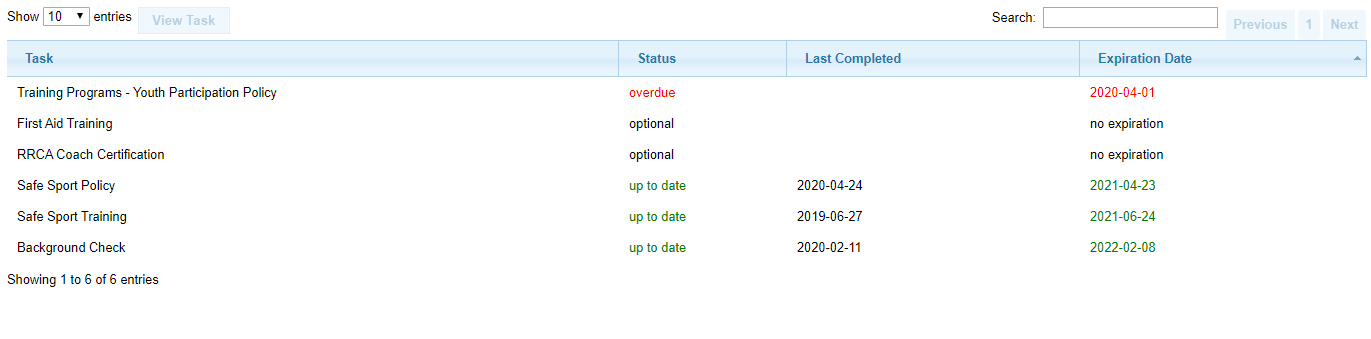 Show 10 entries View Task Search: Previous 1 Next
Task Status Last Completed Expiration Date
Training Programs - Youth Participation Policy overdue 2020-04-01
First Aid Training optional no expiration
RRCA Coach Certification optional no expiration
Safe Sport Policy up to date 2020-04-24 2021-04-23
Safe Sport Training up to date 2019-06-27 2021-06-24
Background Check up to date 2020-02-11 2022-02-08
Showing 1 to 6 of 6 entries